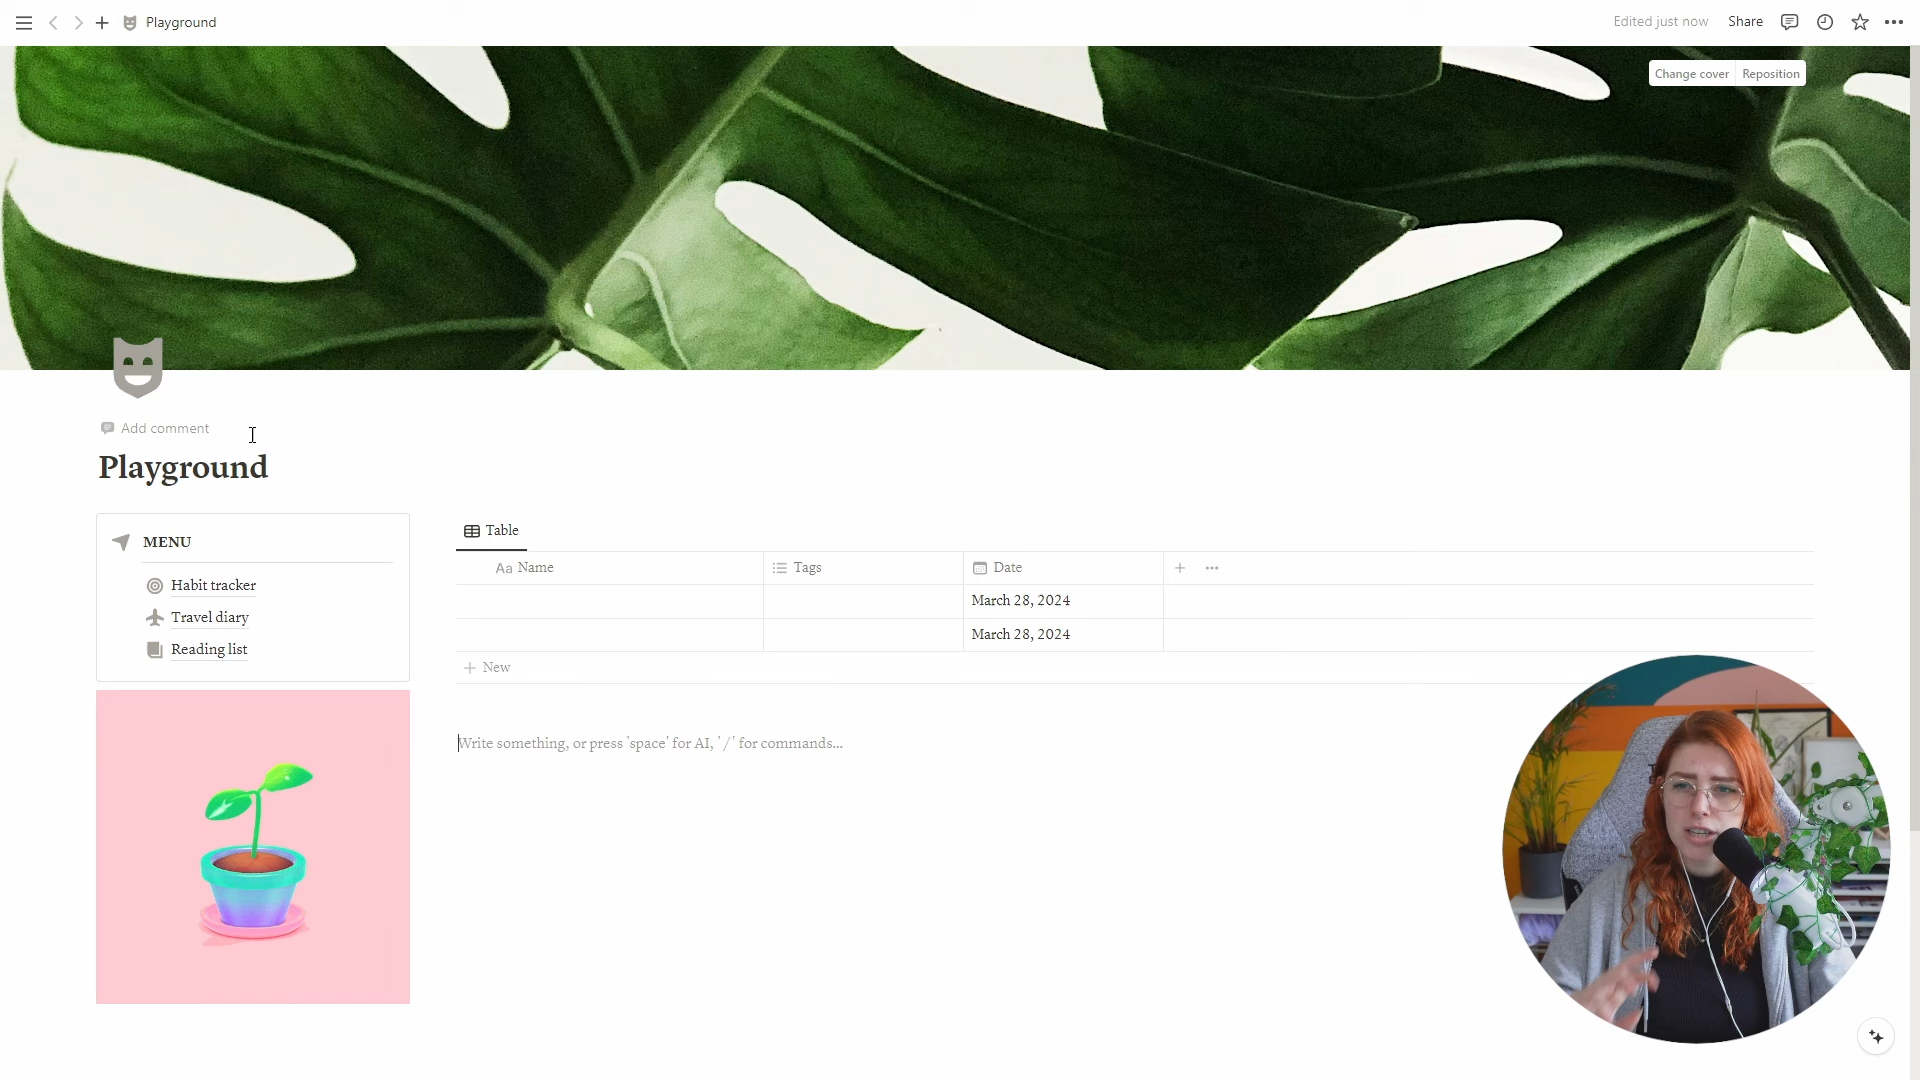 Playground
Edited just now
Share
Change cover
Reposition
Add comment
Playground
MENU
Habit tracker
Travel diary
Reading list
Table
Aa Name
Tags
Date
March 28, 2024
March 28, 2024
New
Write something, or press 'space' for AI, '/' for commands...